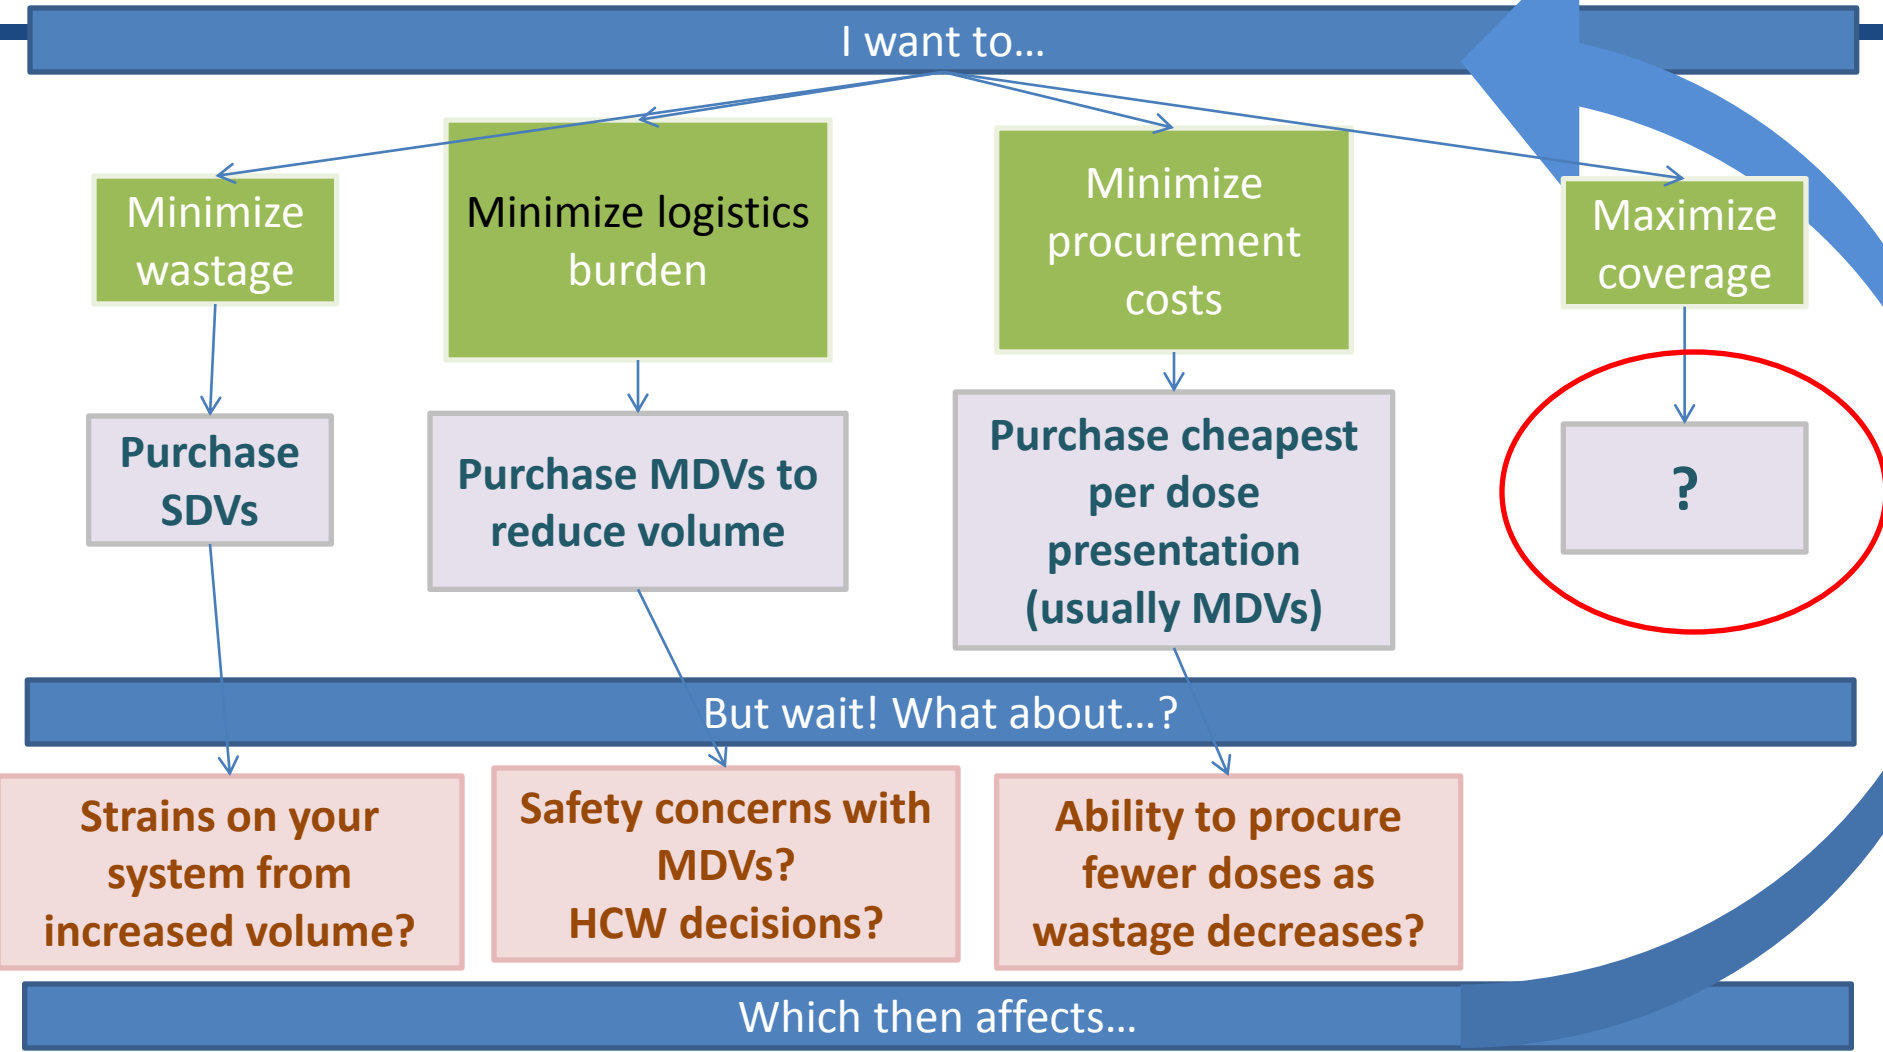 I want to...
Minimize
wastage
Minimize logistics
burden
Minimize
procurement
costs
Maximize
coverage
Purchase
SDVs
Purchase MDVs to
reduce volume
Purchase cheapest
per dose
presentation
(usually MDVs)
?
But wait! What about...?
Strains on your
system from
increased volume?
Safety concerns with
MDVs?
HCW decisions?
Ability to procure
fewer doses as
wastage decreases?
Which then affects...